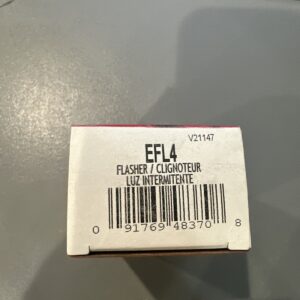 V21147
EFL4
FLASHER / CLIGNOTEUR
LUZ INTERMITENTE
0 91769 48370 8